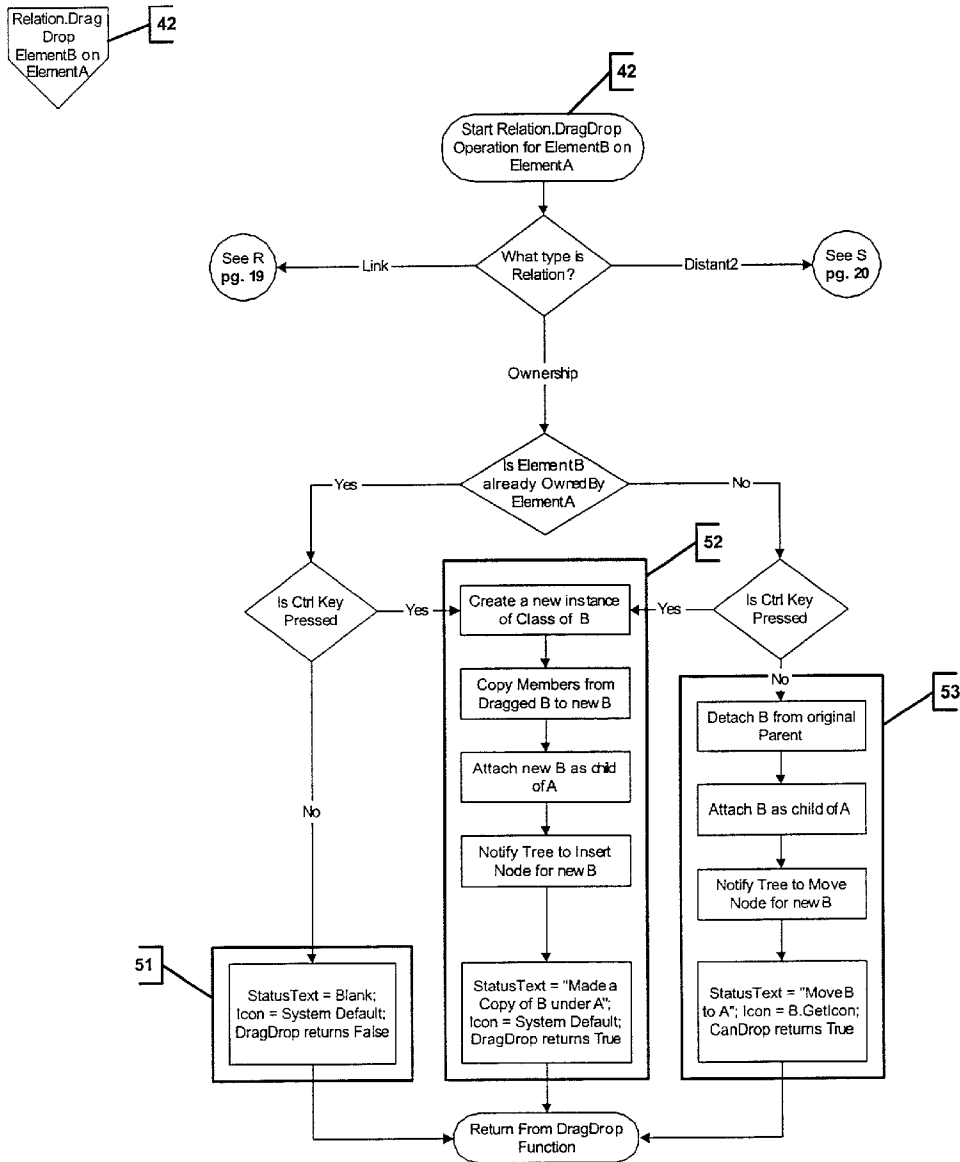 Relation.Drag
Drop
ElementB on
ElementA
42
42
Start Relation.DragDrop
Operation for ElementB on
ElementA
See R
pg. 19
Link
What type is
Relation?
Distant2
See S
pg. 20
Ownership
Is ElementB
already OwnedBy
ElementA
Yes
No
52
Is Ctrl Key
Pressed
Yes
Create a new instance
of Class of B
Yes
Is Ctrl Key
Pressed
No
53
Copy Members from
Dragged B to new B
Detach B from original
Parent
Attach new B as child
of A
Attach B as child of A
No
Notify Tree to Insert
Node for new B
Notify Tree to Move
Node for new B
51
StatusText = Blank;
Icon = System Default;
DragDrop returns False
StatusText = "Made a
Copy of B under A";
Icon = System Default;
DragDrop returns True
StatusText = "Move B
to A"; Icon = B.GetIcon;
CanDrop returns True
Return From DragDrop
Function